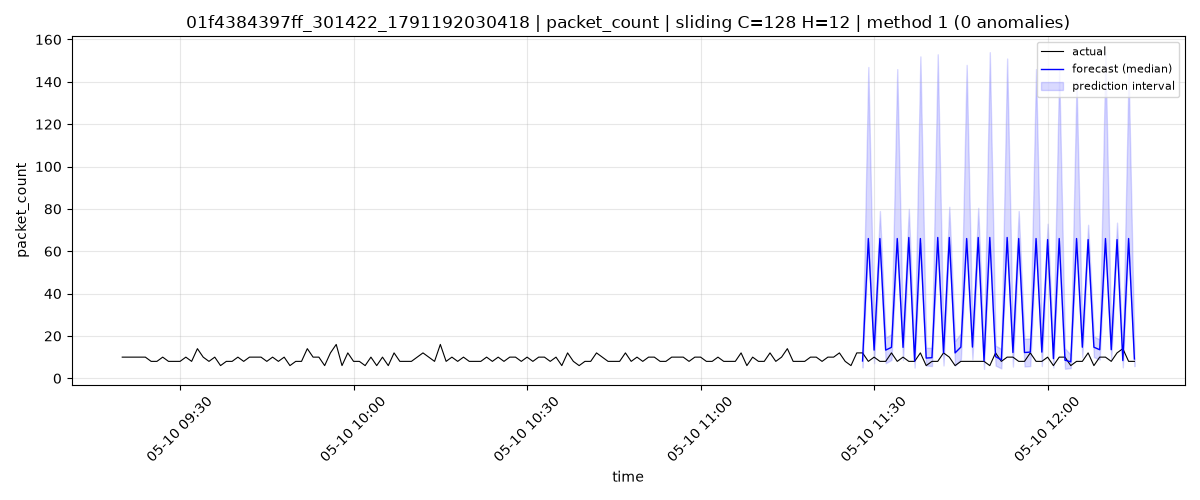 01f4384397ff_301422_1791192030418 | packet_count | sliding C=128 H=12 | method 1 (0 anomalies)
160
140
120
100
80
60
40
20
0
packet_count
actual
forecast (median)
prediction interval
05-10 09:30
05-10 10:00
05-10 10:30
05-10 11:00
05-10 11:30
05-10 12:00
time